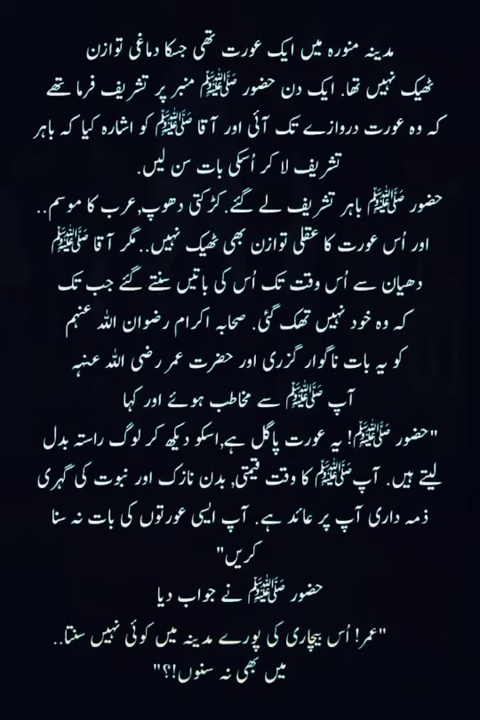 مدینہ منورہ میں ایک عورت تھی جسکا دماغی توازن
ٹھیک نہیں تھا. ایک دن حضور ﷺ منبر پر تشریف فرما تھے
کہ وہ عورت دروازے تک آئی اور آقا ﷺ کو اشارہ کیا کہ باہر
تشریف لا کر اُسکی بات سن لیں.
حضور ﷺ باہر تشریف لے گئے. کڑکتی دھوپ,عرب کا موسم..
اور اُس عورت کا عقلی توازن بھی ٹھیک نہیں.. مگر آقا ﷺ
دھیان سے اُس وقت تک اُس کی باتیں سنتے گئے جب تک
کہ وہ خود نہیں تھک گئی. صحابہ اکرام رضوان اللہ عنہم
کو یہ بات ناگوار گزری اور حضرت عمر رضی اللہ عنہہ
آپ ﷺ سے مخاطب ہوئے اور کہا
"حضور ﷺ! یہ عورت پاگل ہے,اسکو دیکھ کر لوگ راستہ بدل
لیتے ہیں. آپ ﷺ کا وقت قیمتی, بدن نازک اور نبوت کی گہری
ذمہ داری آپ پر عائد ہے. آپ ایسی عورتوں کی بات نہ سنا
کریں"
حضور ﷺ نے جواب دیا
"عمر! اُس بیچاری کی پورے مدینہ میں کوئی نہیں سنتا..
میں بھی نہ سنوں!؟"